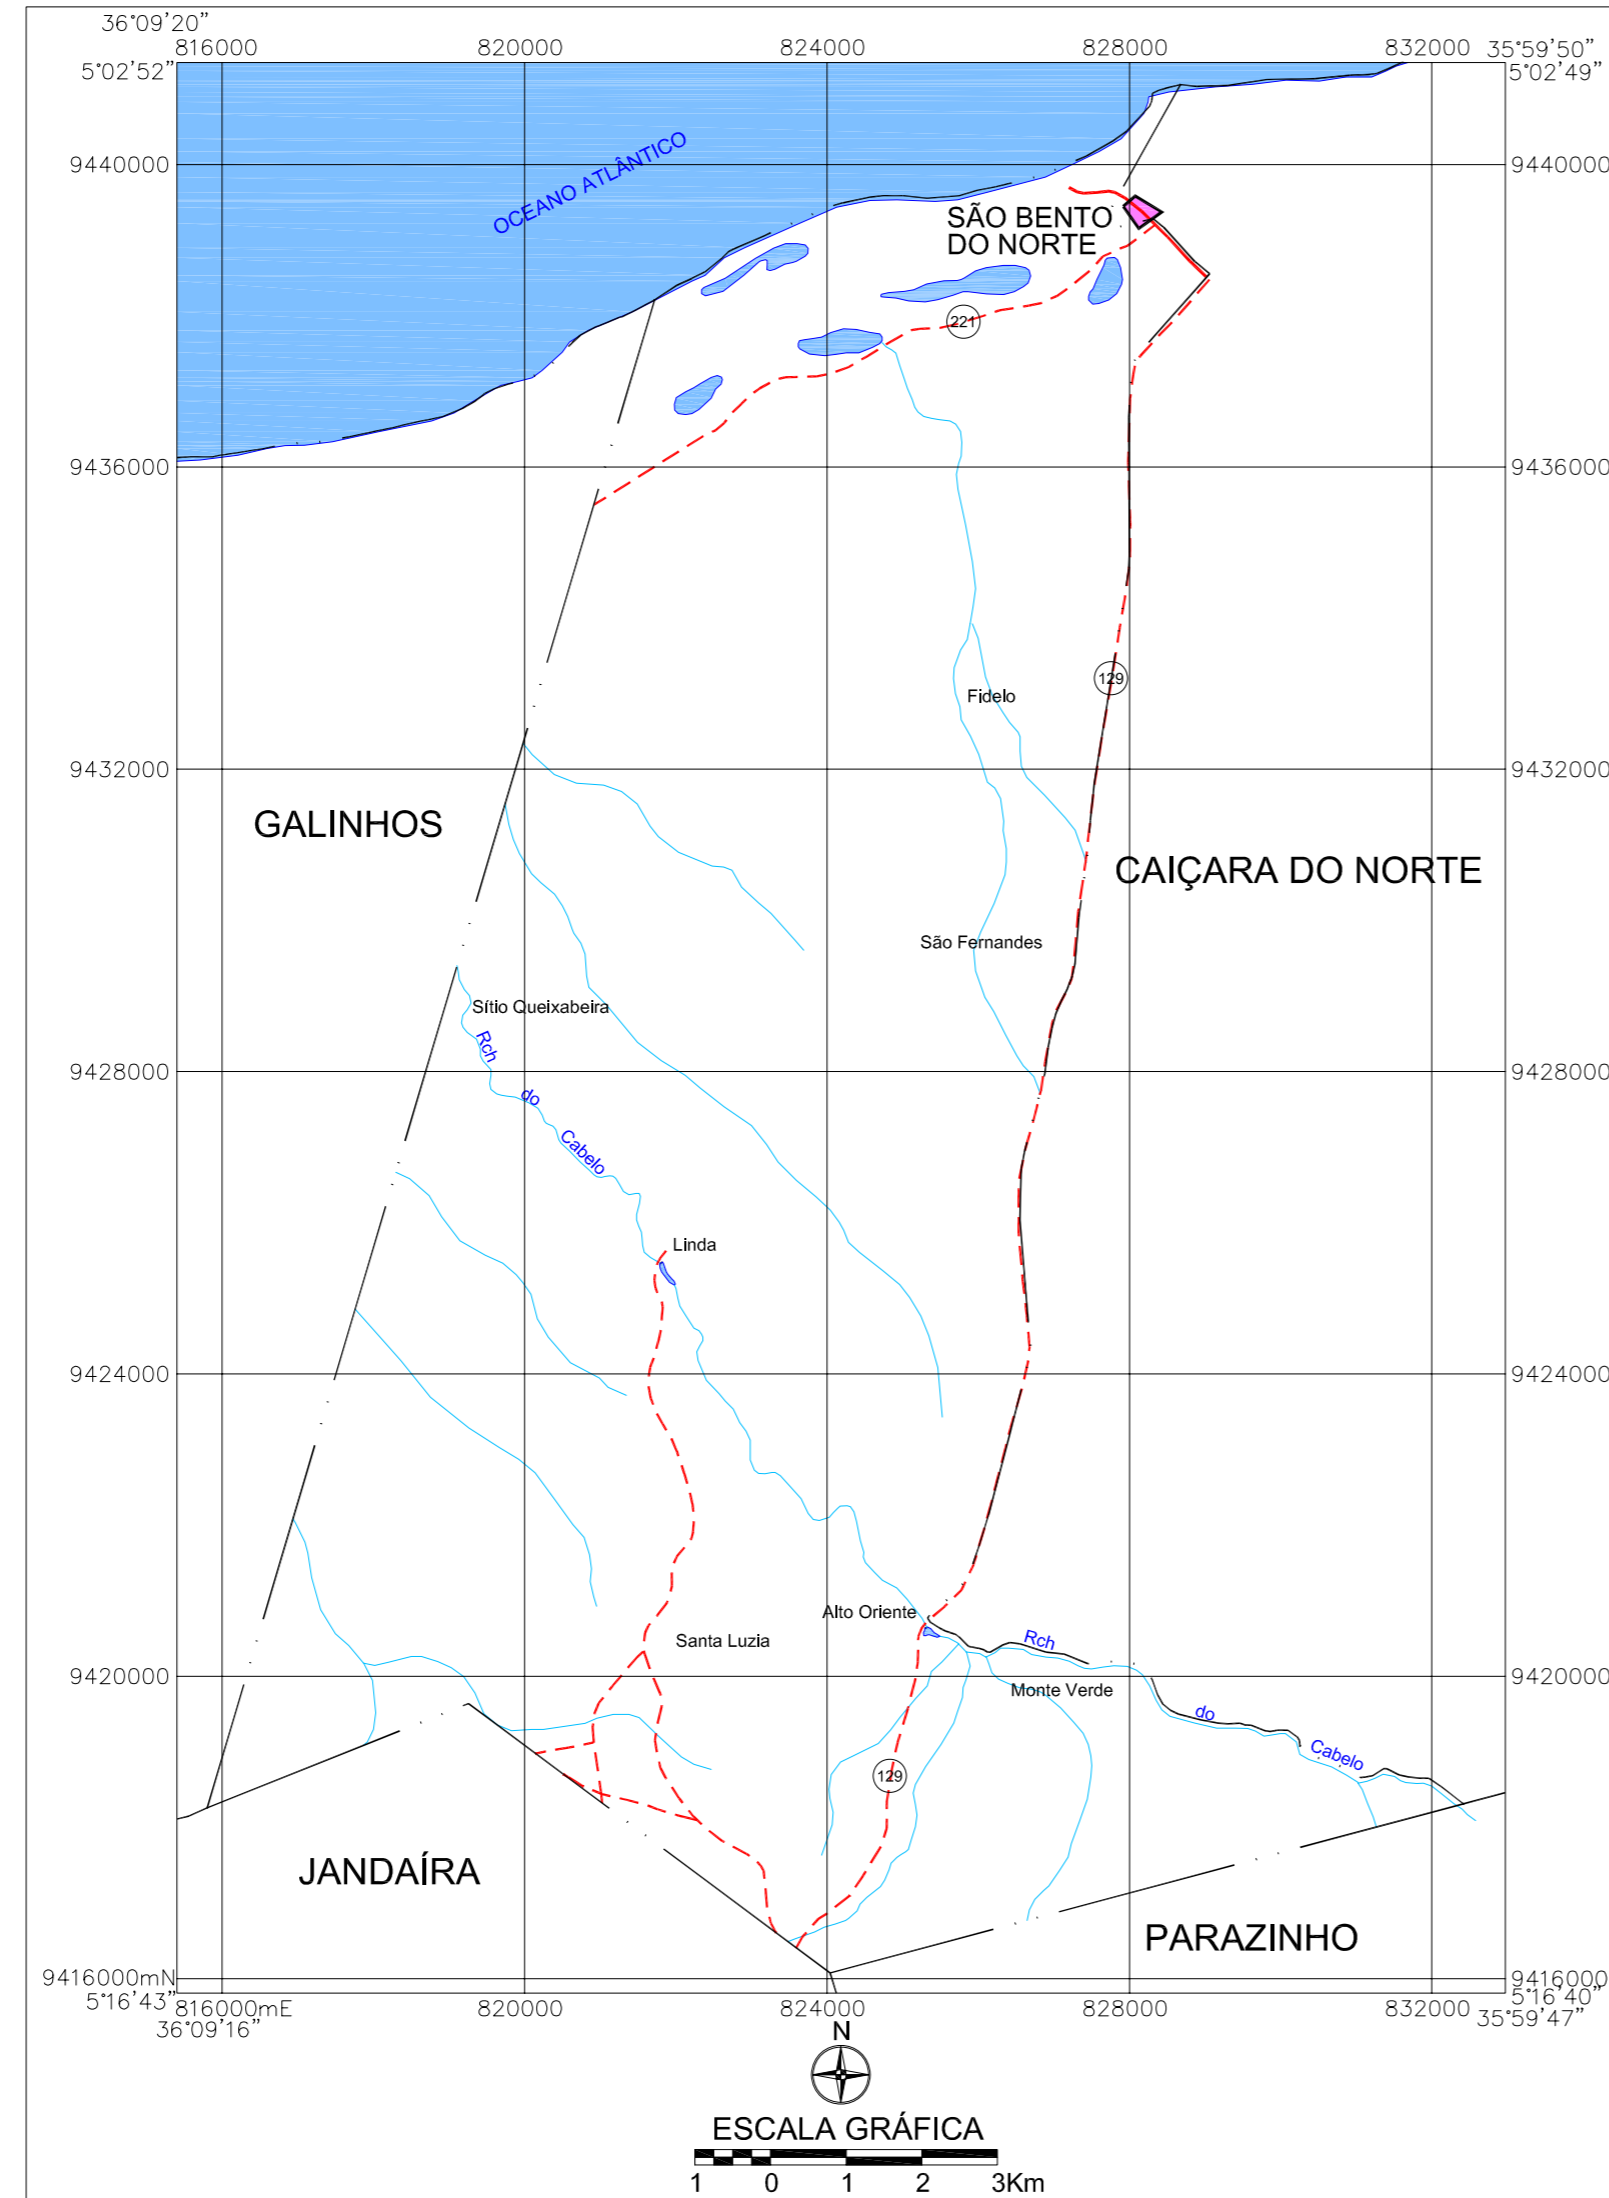 36°09'20"
816000 820000 824000 828000 832000 35°59'50"
5°02'52" 5°02'49"
OCEANO ATLÂNTICO
9440000 9440000
SÃO BENTO
DO NORTE
221
9436000 9436000
129
Fidelo
9432000 9432000
GALINHOS
CAIÇARA DO NORTE
São Fernandes
Sítio Queixabeira
Rch
9428000 9428000
do
Cabelo
Linda
9424000 9424000
Alto Oriente
Santa Luzia
Rch
9420000 9420000
Monte Verde
do
Cabelo
129
JANDAÍRA
PARAZINHO
9416000mN 9416000
5°16'43" 5°16'40"
816000mE 820000 824000 828000 832000 35°59'47"
36°09'16"
N
ESCALA GRÁFICA
1 0 1 2 3Km